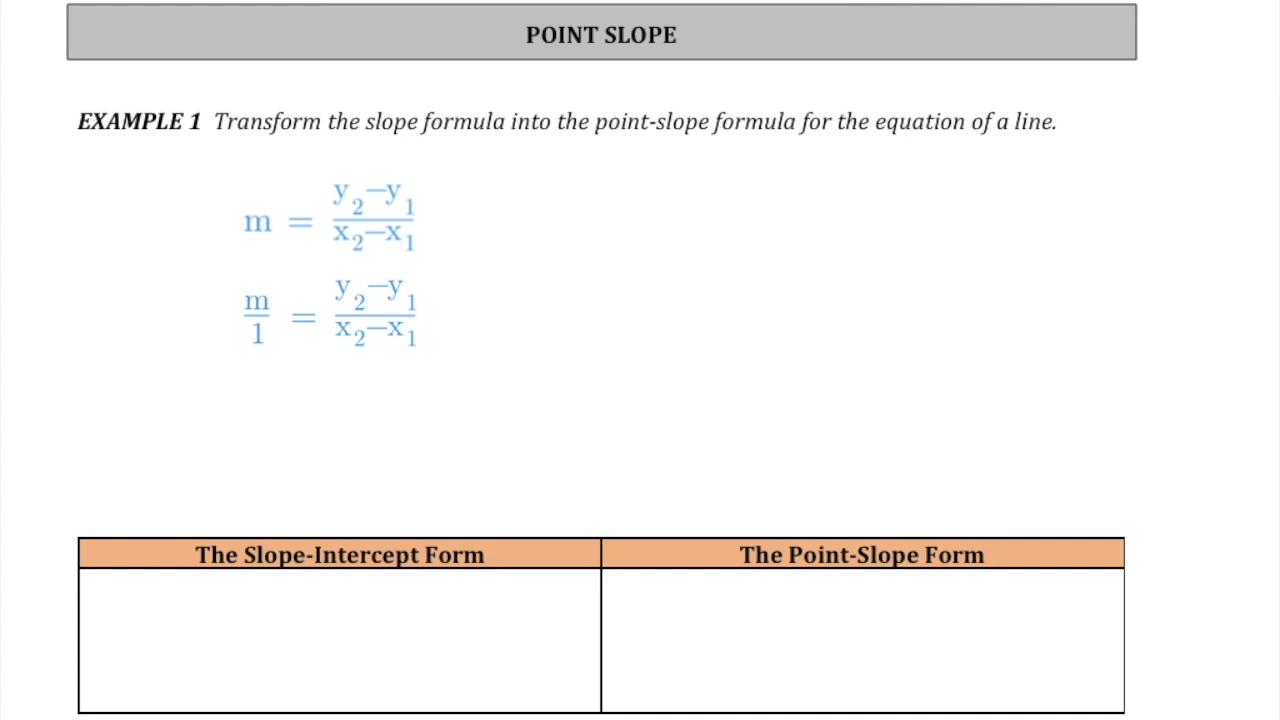 POINT SLOPE
EXAMPLE 1 Transform the slope formula into the point-slope formula for the equation of a line.
m = y₂−y₁
x₂−x₁
m/1 = y₂−y₁
x₂−x₁
The Slope-Intercept Form
The Point-Slope Form